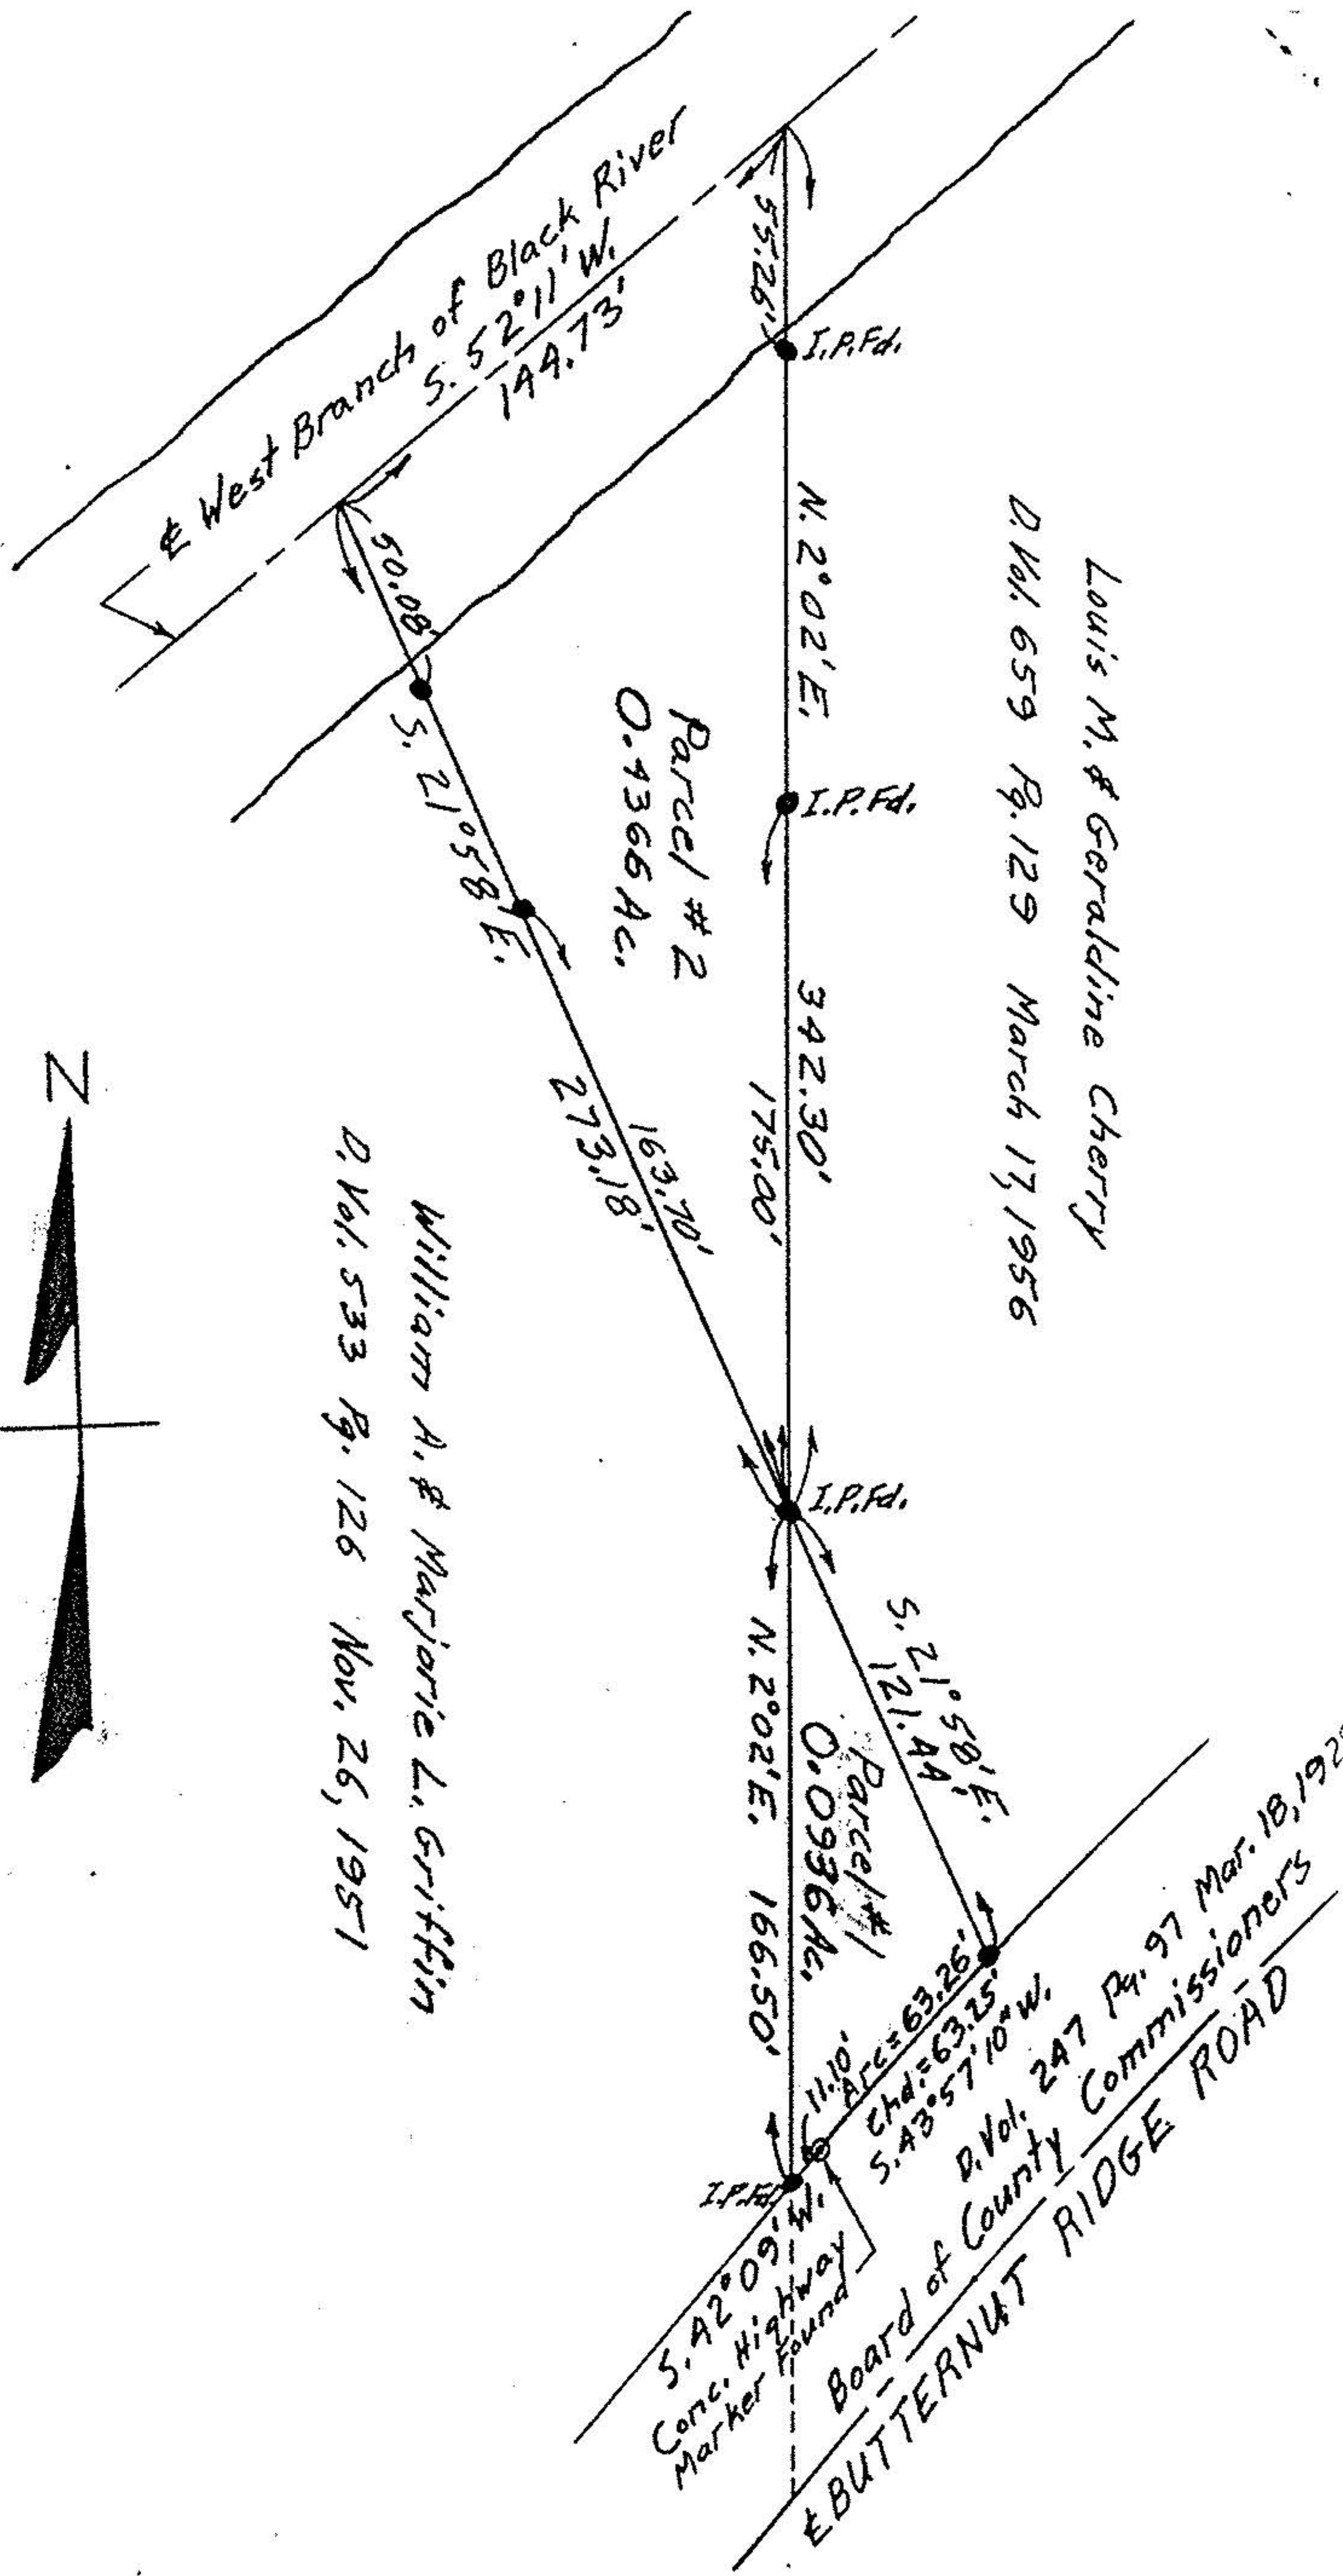 Louis M. & Geraldine Cherry
D. Vol. 659 Pg. 129 March 17, 1956
℄ West Branch of Black River
S. 52°11' W.
144.73'
55.26'
I.P.Fd.
N. 2°02' E.
I.P.Fd.
342.30'
175.00'
I.P.Fd.
50.08'
S. 21°58' E.
163.70'
273.18'
Parcel #2
0.4366 Ac.
S. 21°58' E.
121.44'
Parcel #1
0.0936 Ac.
N. 2°02' E. 166.50'
11.10'
Arc = 63.26'
Chd. = 63.25'
S. 43°57'10" W.
I.P.Fd.
S. 42°09' W.
Conc. Highway
Marker Found
D. Vol. 247 Pg. 97 Mar. 18, 192
Board of County Commissioners
℄ BUTTERNUT RIDGE ROAD
William A. & Marjorie L. Griffin
D. Vol. 533 Pg. 126 Nov. 26, 1951
N